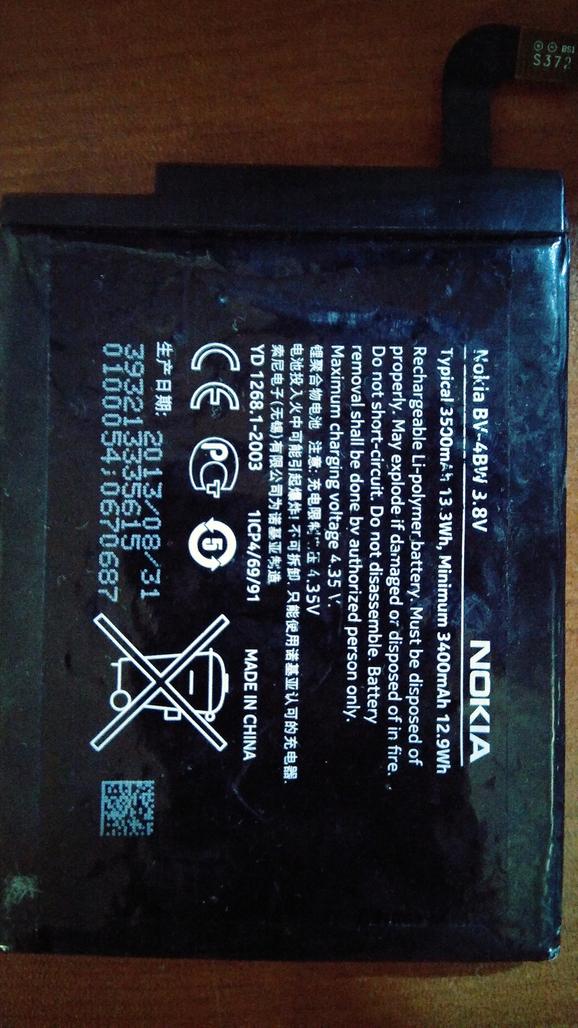 BSI
S372
Nokia BV-4BW 3.8V
NOKIA
Typical 3500mAh 13.3Wh, Minimum 3400mAh 12.9Wh
Rechargeable Li-polymer battery. Must be disposed of
properly. May explode if damaged or disposed of in fire.
Do not short-circuit. Do not disassemble. Battery
removal shall be done by authorized person only.
Maximum charging voltage 4.35 V.
锂聚合物电池 注意: 充电限制电压 4.35V
电池投入火中可能引起爆炸! 不可拆卸. 只能使用诺基亚认可的充电器.
索尼电子(无锡)有限公司为诺基亚制造
YD 1268.1-2003 1ICP4/69/91 MADE IN CHINA
CE PCT 5
生产日期: 2013/08/31
393213335615
0100054:0670687